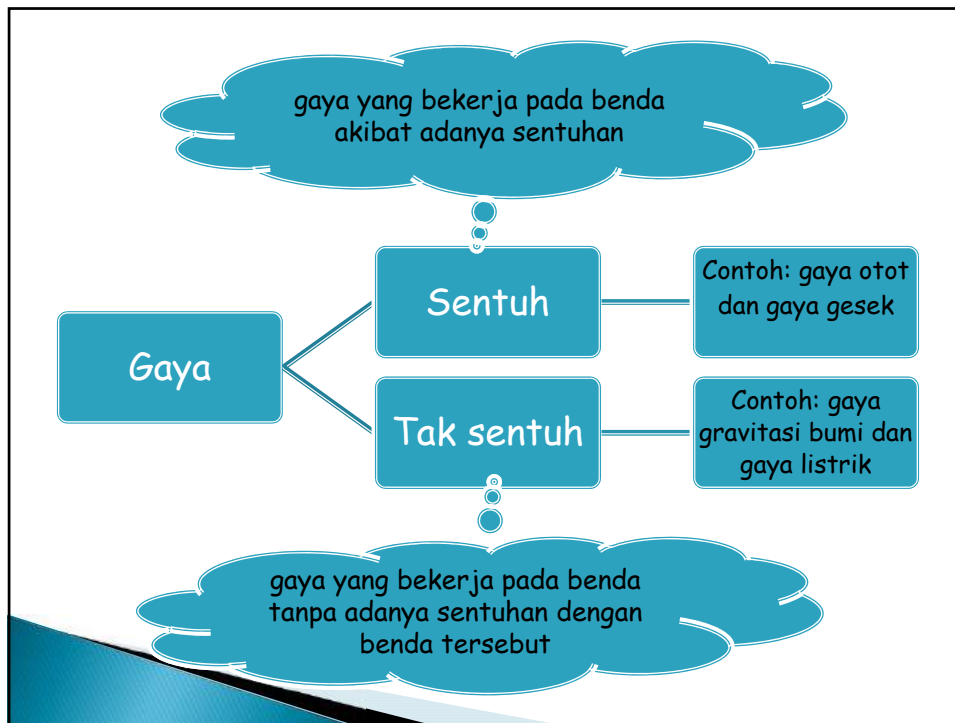 gaya yang bekerja pada benda
akibat adanya sentuhan
Gaya
Sentuh
Contoh: gaya otot
dan gaya gesek
Tak sentuh
Contoh: gaya
gravitasi bumi dan
gaya listrik
gaya yang bekerja pada benda
tanpa adanya sentuhan dengan
benda tersebut